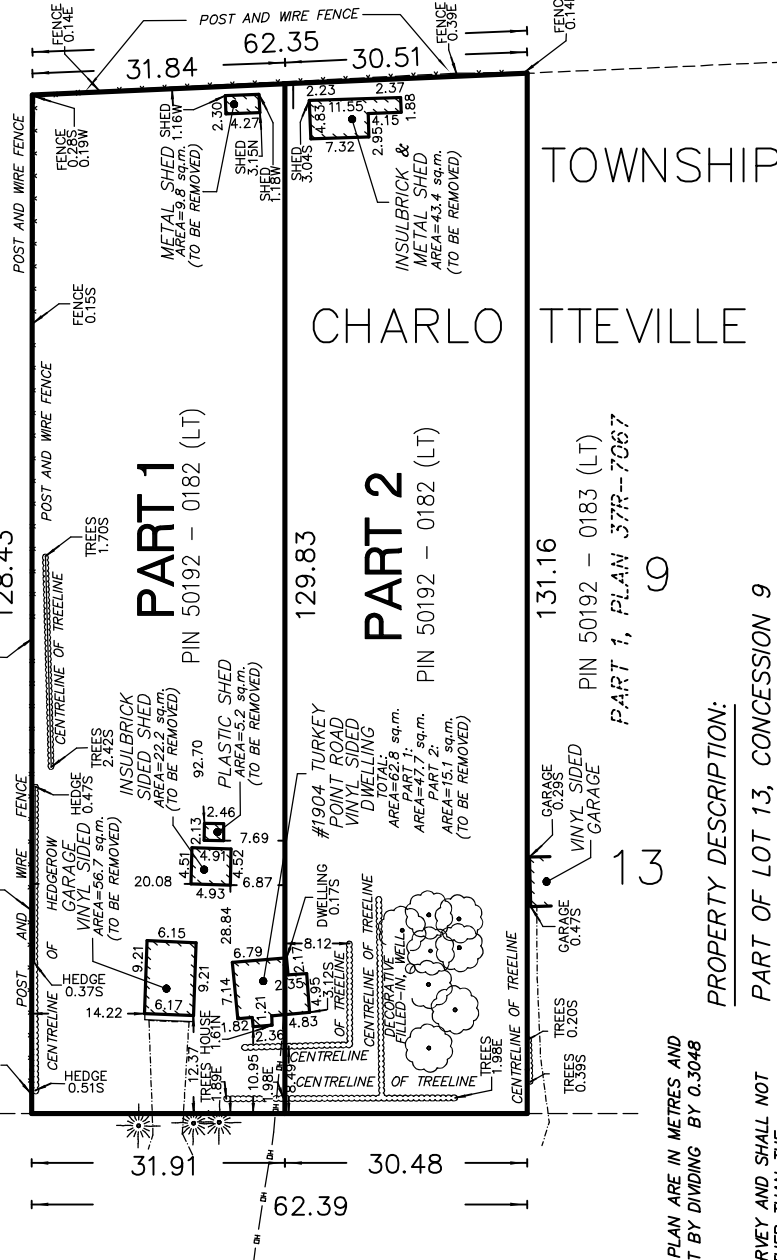 POST AND WIRE FENCE
FENCE
0.14E
FENCE
0.39E
FENCE
62.35
31.84
30.51
POST AND WIRE FENCE
FENCE
0.28S
0.19W
SHED
1.16W
2.30
4.27
SHED
3.15N
SHED
1.18W
METAL SHED
AREA=9.8 sq.m.
(TO BE REMOVED)
SHED
3.04S
2.23
2.37
11.55
4.83
1.88
4.15
2.95
7.32
INSULBRICK &
METAL SHED
AREA=43.4 sq.m.
(TO BE REMOVED)
TOWNSHIP
FENCE
0.15S
CHARLO TTEVILLE
POST AND WIRE FENCE
TREES
1.70S
CENTRELINE OF TREELINE
TREES
2.42S
128.43
PART 1
PIN 50192 - 0182 (LT)
129.83
PART 2
PIN 50192 - 0182 (LT)
131.16
PIN 50192 - 0183 (LT)
PART 1, PLAN 37R-7067
9
POST AND WIRE FENCE
HEDGE
0.47S
CENTRELINE OF HEDGEROW
GARAGE
VINYL SIDED
AREA=56.7 sq.m.
(TO BE REMOVED)
INSULBRICK
SIDED SHED
AREA=22.2 sq.m.
(TO BE REMOVED)
92.70
PLASTIC SHED
AREA=5.2 sq.m.
(TO BE REMOVED)
#1904 TURKEY
POINT ROAD
VINYL SIDED
DWELLING
TOTAL:
AREA=62.8 sq.m.
PART 1:
AREA=47.7 sq.m.
PART 2:
AREA=15.1 sq.m.
(TO BE REMOVED)
2.46
2.13
7.69
4.51
4.91
4.52
20.08
6.87
4.93
28.84
GARAGE
0.29S
VINYL SIDED
GARAGE
GARAGE
0.47S
13
PROPERTY DESCRIPTION:
PART OF LOT 13, CONCESSION 9
6.15
9.21
9.21
6.17
14.22
HEDGE
0.37S
HEDGE
0.51S
DWELLING
0.17S
6.79
7.14
2.17
8.12
2.35
4.95
3.12S
1.21
1.82
2.36
4.83
HOUSE
1.61N
12.37
TREES
1.89E
10.95
1.98E
8.49
OF TREELINE
CENTRELINE
CENTRELINE OF TREELINE
CENTRELINE OF TREELINE
DECORATIVE
FILLED-IN, WELL
TREES
1.98E
CENTRELINE OF TREELINE
TREES
0.20S
TREES
0.39S
31.91
30.48
62.39
PLAN ARE IN METRES AND
T BY DIVIDING BY 0.3048
RVEY AND SHALL NOT